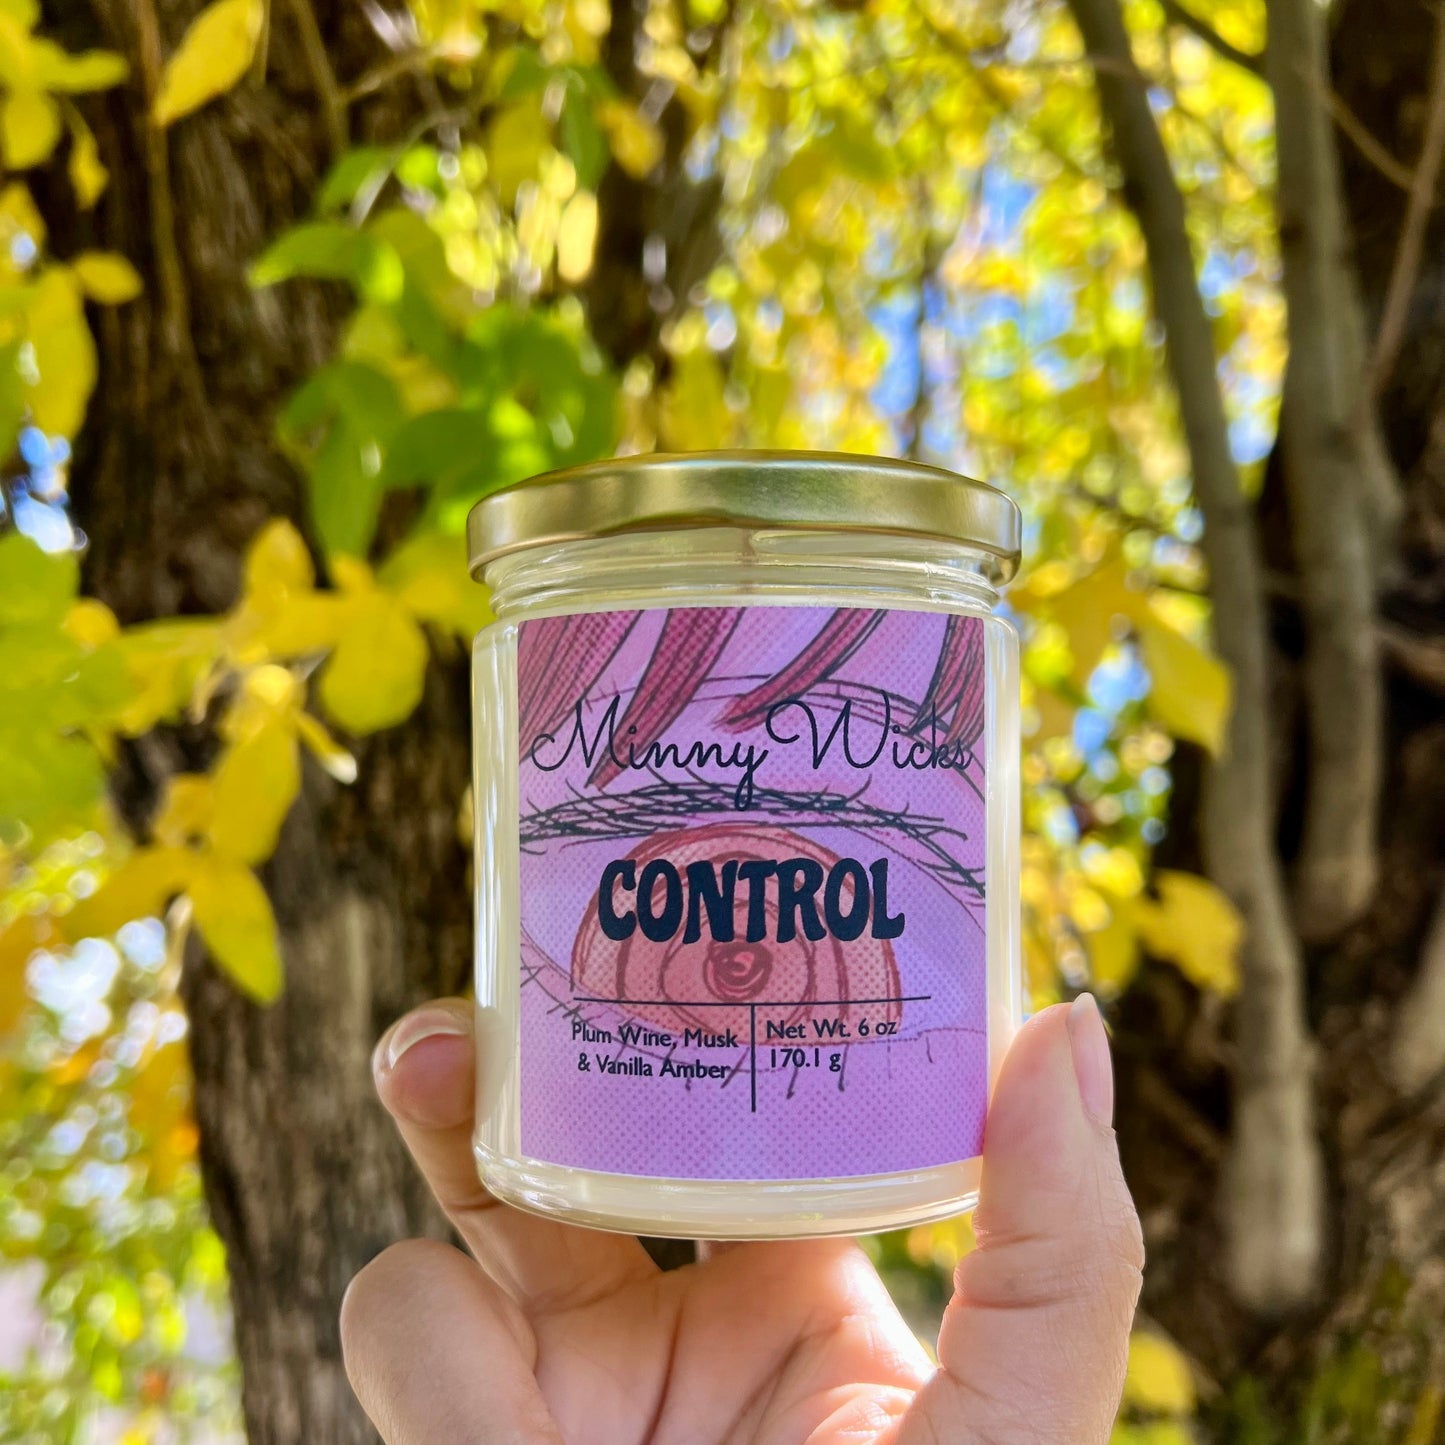 Minny Wicks
CONTROL
Plum Wine, Musk
& Vanilla Amber
Net Wt. 6 oz
170.1 g